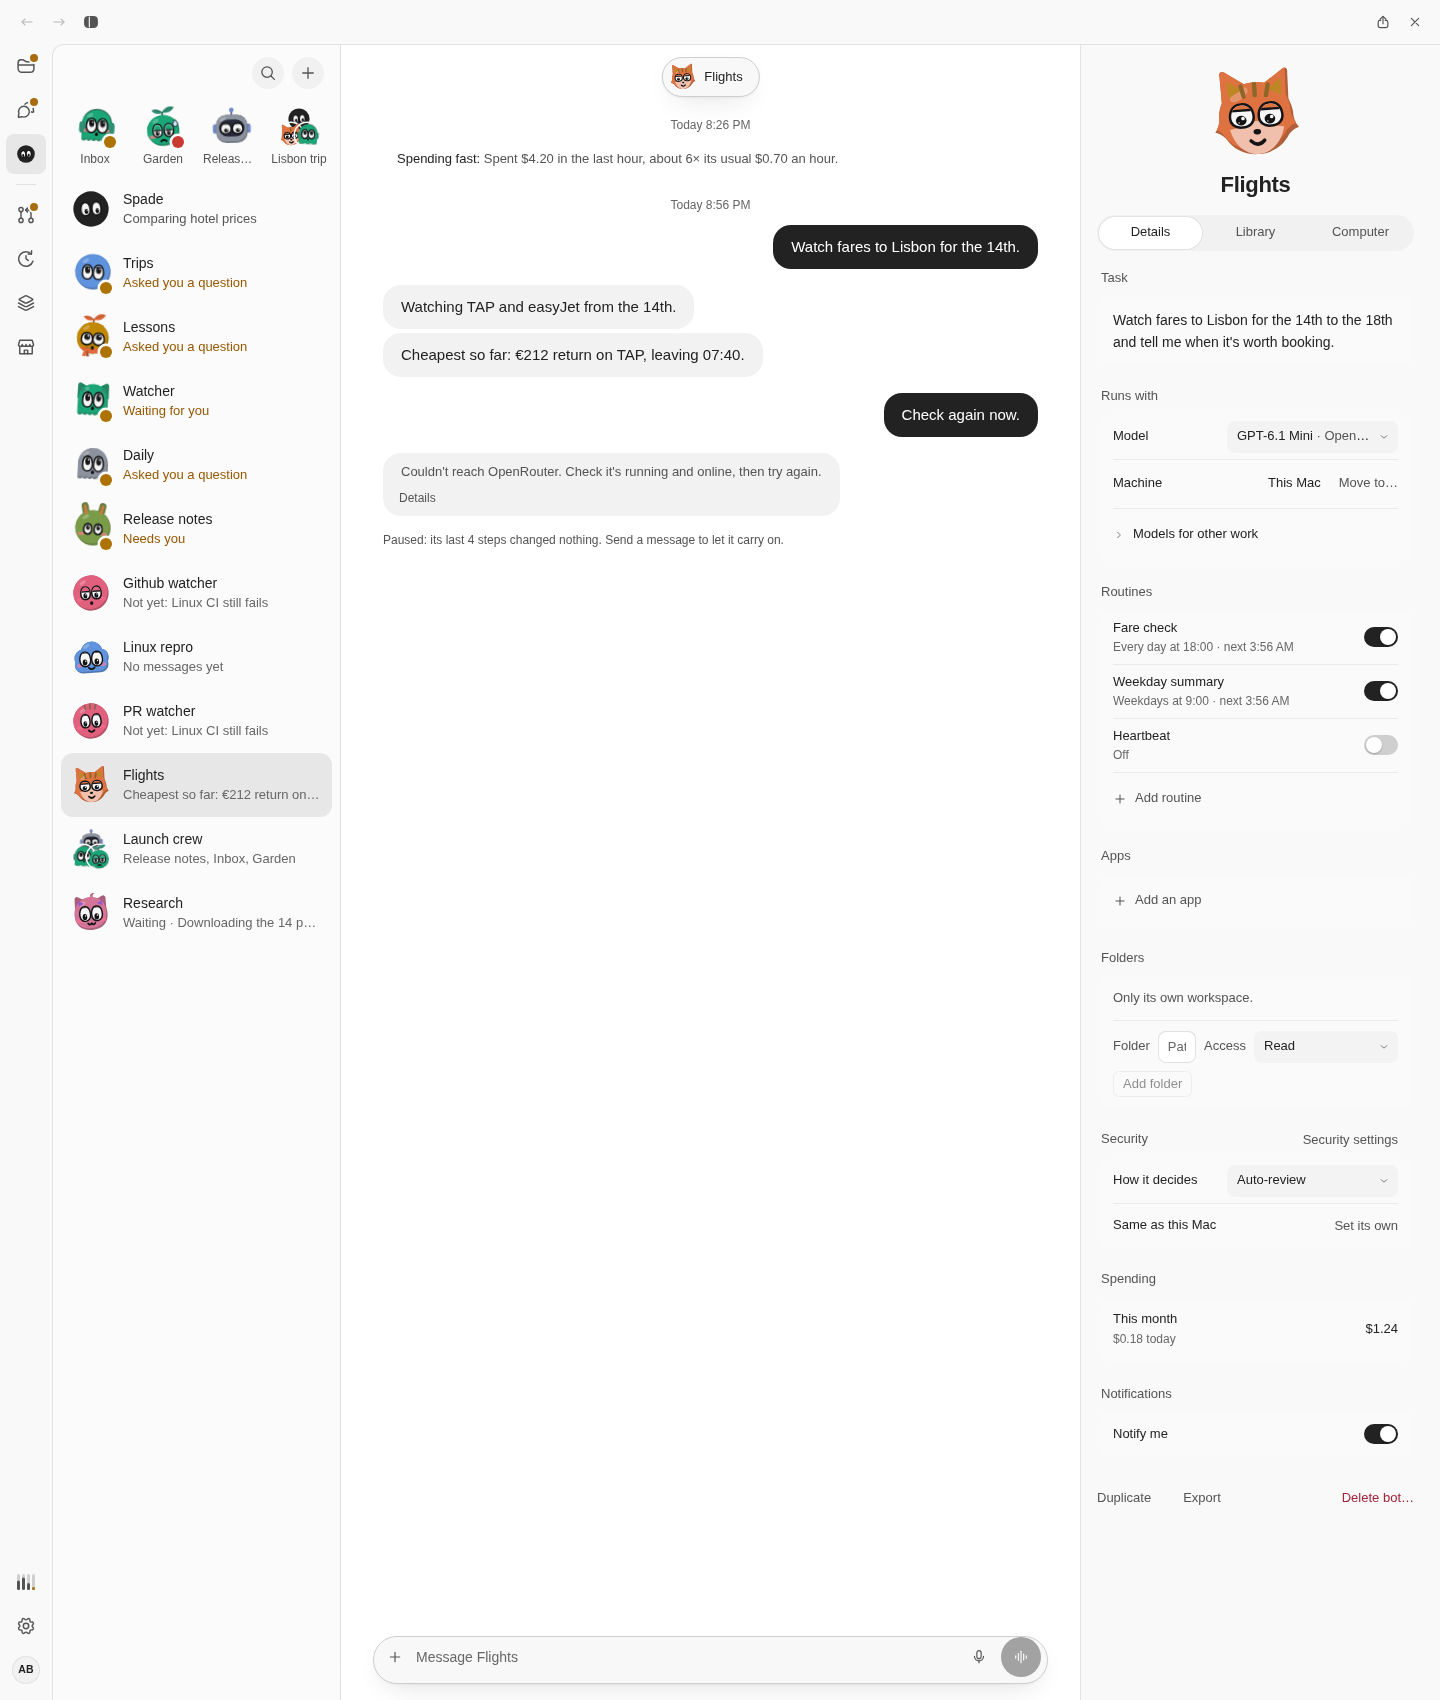 Inbox
Garden
Releas…
Lisbon trip
Spade
Comparing hotel prices
Trips
Asked you a question
Lessons
Asked you a question
Watcher
Waiting for you
Daily
Asked you a question
Release notes
Needs you
Github watcher
Not yet: Linux CI still fails
Linux repro
No messages yet
PR watcher
Not yet: Linux CI still fails
Flights
Cheapest so far: €212 return on…
Launch crew
Release notes, Inbox, Garden
Research
Waiting · Downloading the 14 p…
AB
Flights
Today 8:26 PM
Spending fast: Spent $4.20 in the last hour, about 6× its usual $0.70 an hour.
Today 8:56 PM
Watch fares to Lisbon for the 14th.
Watching TAP and easyJet from the 14th.
Cheapest so far: €212 return on TAP, leaving 07:40.
Check again now.
Couldn't reach OpenRouter. Check it's running and online, then try again.
Details
Paused: its last 4 steps changed nothing. Send a message to let it carry on.
Message Flights
Flights
Details
Library
Computer
Task
Watch fares to Lisbon for the 14th to the 18th
and tell me when it's worth booking.
Runs with
Model
GPT-6.1 Mini · Open…
Machine
This Mac
Move to…
Models for other work
Routines
Fare check
Every day at 18:00 · next 3:56 AM
Weekday summary
Weekdays at 9:00 · next 3:56 AM
Heartbeat
Off
Add routine
Apps
Add an app
Folders
Only its own workspace.
Folder
Pat
Access
Read
Add folder
Security
Security settings
How it decides
Auto-review
Same as this Mac
Set its own
Spending
This month
$0.18 today
$1.24
Notifications
Notify me
Duplicate
Export
Delete bot…